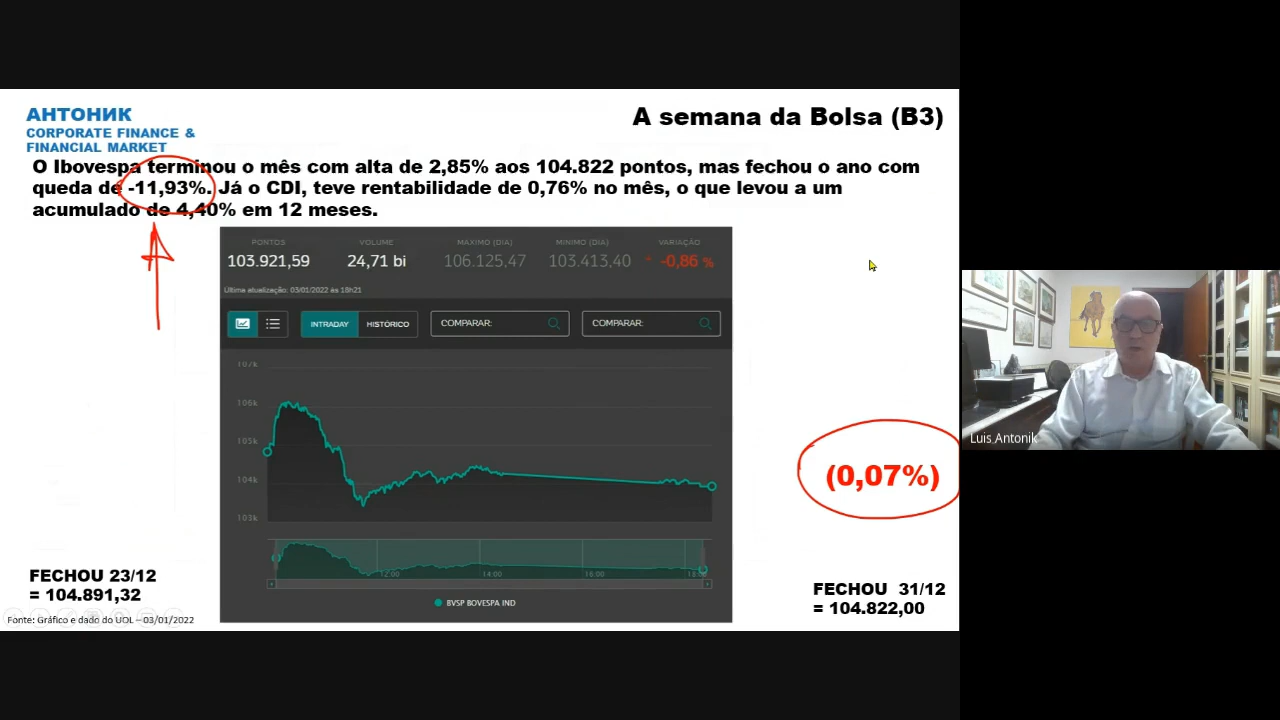 АНТОНИК
CORPORATE FINANCE &
FINANCIAL MARKET
A semana da Bolsa (B3)
O Ibovespa terminou o mês com alta de 2,85% aos 104.822 pontos, mas fechou o ano com
queda de -11,93%. Já o CDI, teve rentabilidade de 0,76% no mês, o que levou a um
acumulado de 4,40% em 12 meses.
PONTOS VOLUME MAXIMO (DIA) MINIMO (DIA) VARIAÇÃO
103.921,59 24,71 bi 106.125,47 103.413,40 -0,86 %
Última atualização: 03/01/2022 às 18h21
INTRADAY HISTÓRICO COMPARAR: COMPARAR:
107k
106k
105k
104k
103k
12:00 14:00 16:00 18:00
BVSP BOVESPA IND
(0,07%)
FECHOU 23/12
= 104.891,32
FECHOU 31/12
= 104.822,00
Fonte: Gráfico e dado do UOL – 03/01/2022
Luis Antonik